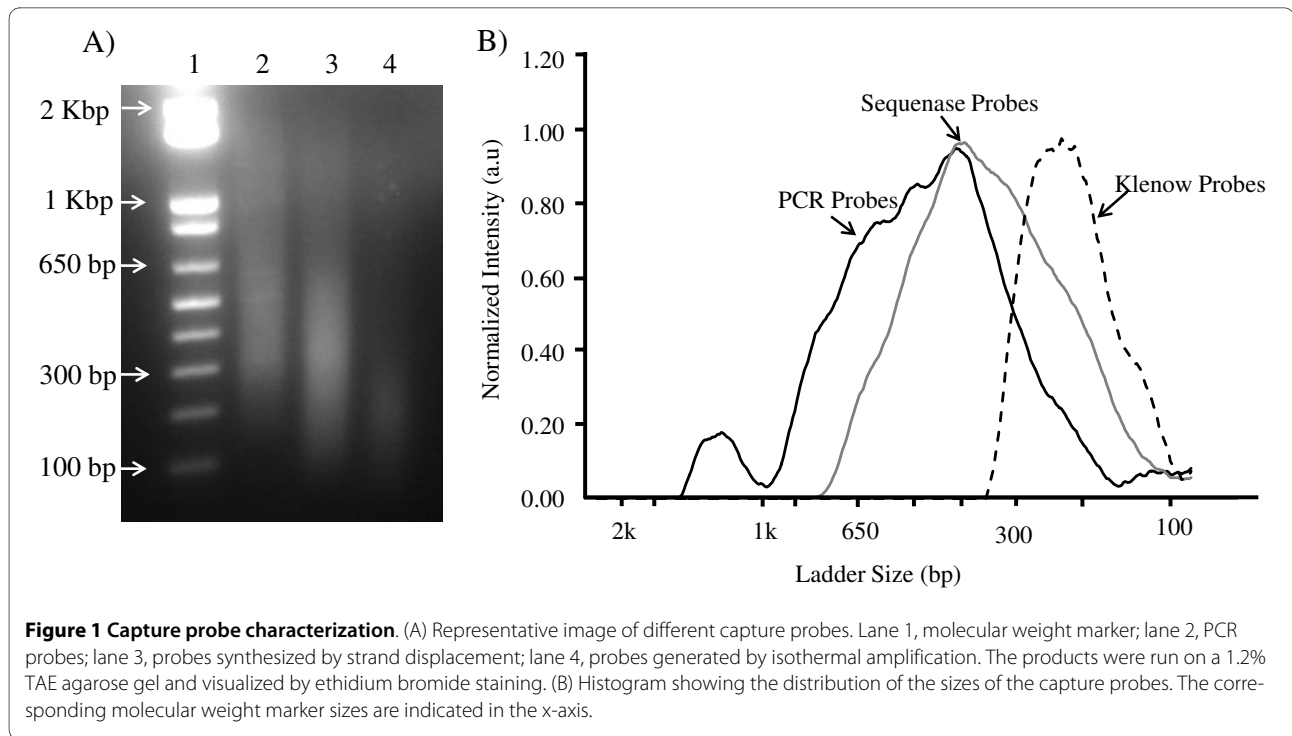 A)
1 2 3 4
2 Kbp
1 Kbp
650 bp
300 bp
100 bp
B)
1.20
1.00
0.80
0.60
0.40
0.20
0.00
Normalized Intensity (a.u)
Sequenase Probes
PCR Probes
Klenow Probes
2k 1k 650 300 100
Ladder Size (bp)
Figure 1 Capture probe characterization. (A) Representative image of different capture probes. Lane 1, molecular weight marker; lane 2, PCR
probes; lane 3, probes synthesized by strand displacement; lane 4, probes generated by isothermal amplification. The products were run on a 1.2%
TAE agarose gel and visualized by ethidium bromide staining. (B) Histogram showing the distribution of the sizes of the capture probes. The corre-
sponding molecular weight marker sizes are indicated in the x-axis.